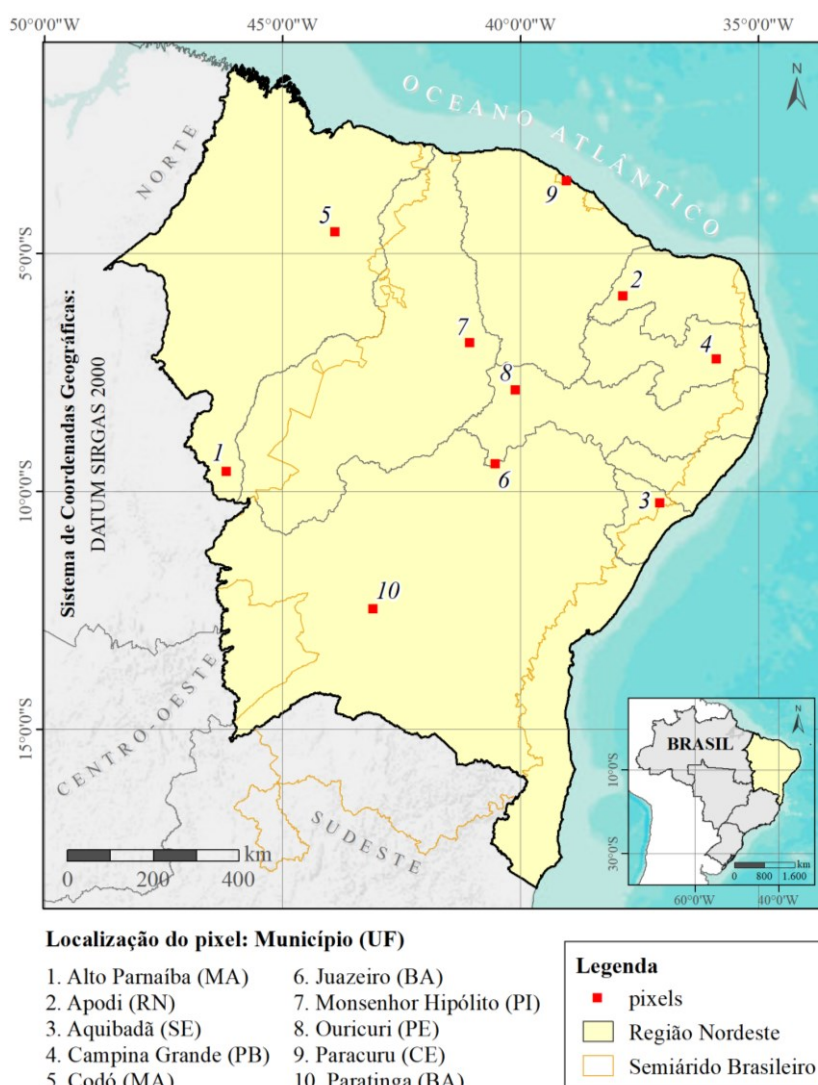 50°0'0"W 45°0'0"W 40°0'0"W 35°0'0"W
N
OCEANO ATLÂNTICO
NORTE
9
5
5°0'0"S
2
7
4
8
Sistema de Coordenadas Geográficas:
DATUM SIRGAS 2000
1
6
10°0'0"S
3
10
CENTRO-OESTE
15°0'0"S
SUDESTE
km
0 200 400
N
BRASIL
10°0'0"S
30°0'0"S
km
0 800 1.600
60°0'0"W 40°0'0"W
Localização do pixel: Município (UF)
1. Alto Parnaíba (MA)
2. Apodi (RN)
3. Aquibadã (SE)
4. Campina Grande (PB)
5. Codó (MA)
6. Juazeiro (BA)
7. Monsenhor Hipólito (PI)
8. Ouricuri (PE)
9. Paracuru (CE)
10. Paratinga (BA)
Legenda
pixels
Região Nordeste
Semiárido Brasileiro